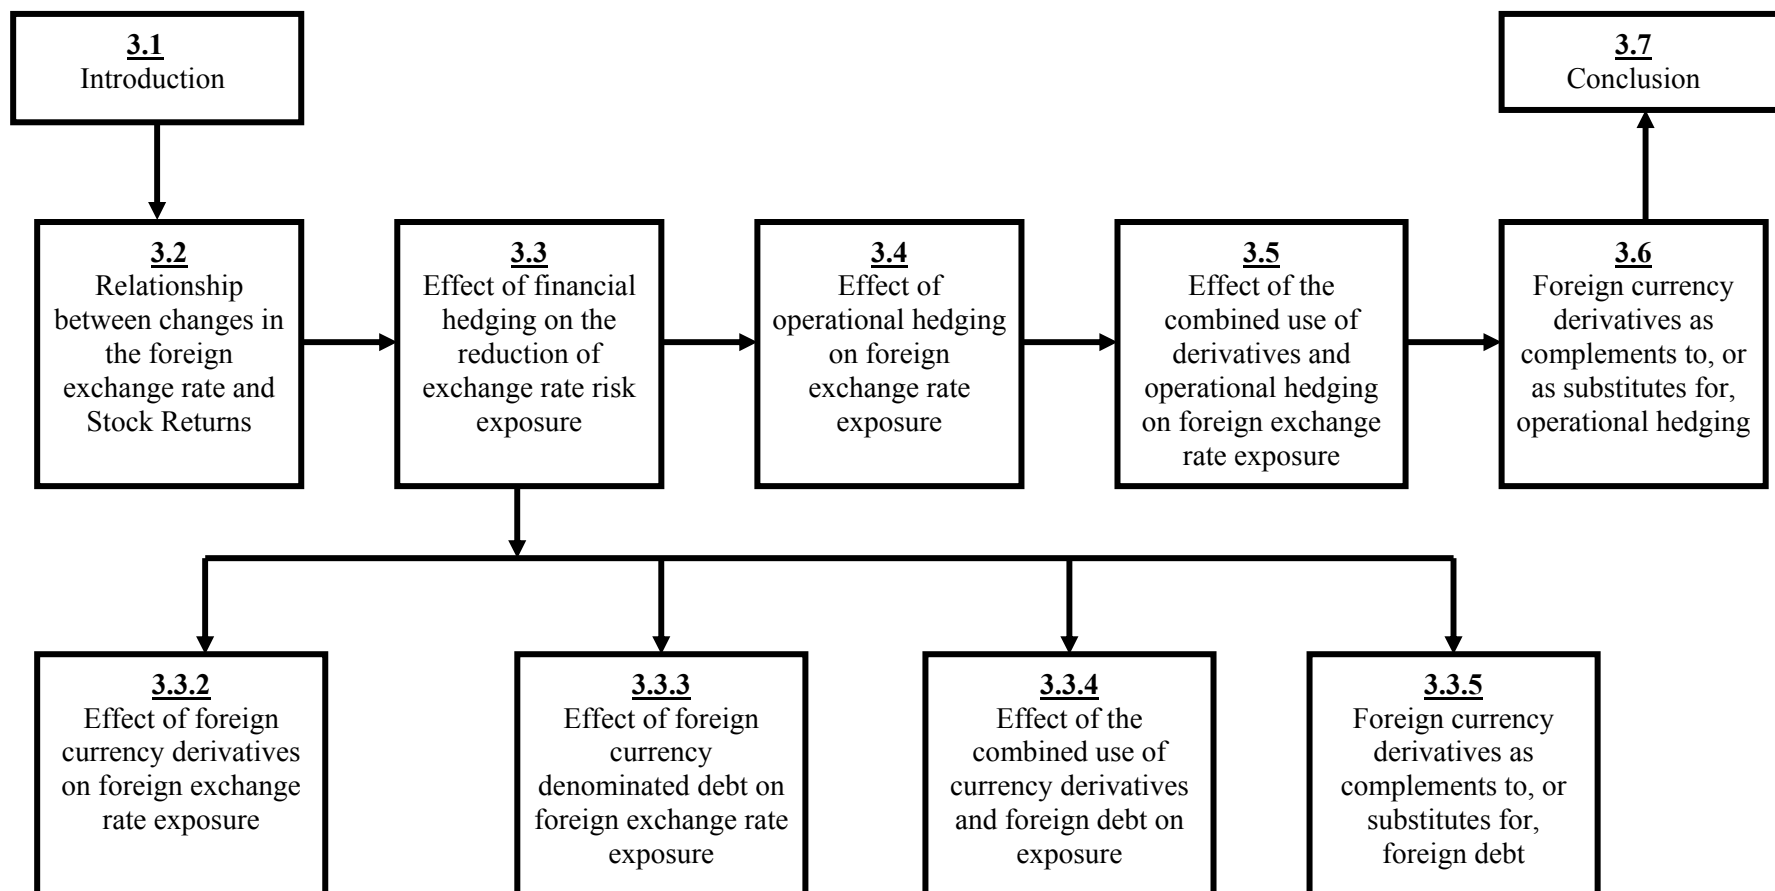 3.1
Introduction
3.7
Conclusion
3.2
Relationship
between changes in
the foreign
exchange rate and
Stock Returns
3.3
Effect of financial
hedging on the
reduction of
exchange rate risk
exposure
3.4
Effect of
operational hedging
on foreign
exchange rate
exposure
3.5
Effect of the
combined use of
derivatives and
operational hedging
on foreign exchange
rate exposure
3.6
Foreign currency
derivatives as
complements to, or
as substitutes for,
operational hedging
3.3.2
Effect of foreign
currency derivatives
on foreign exchange
rate exposure
3.3.3
Effect of foreign
currency
denominated debt on
foreign exchange rate
exposure
3.3.4
Effect of the
combined use of
currency derivatives
and foreign debt on
exposure
3.3.5
Foreign currency
derivatives as
complements to, or
substitutes for,
foreign debt